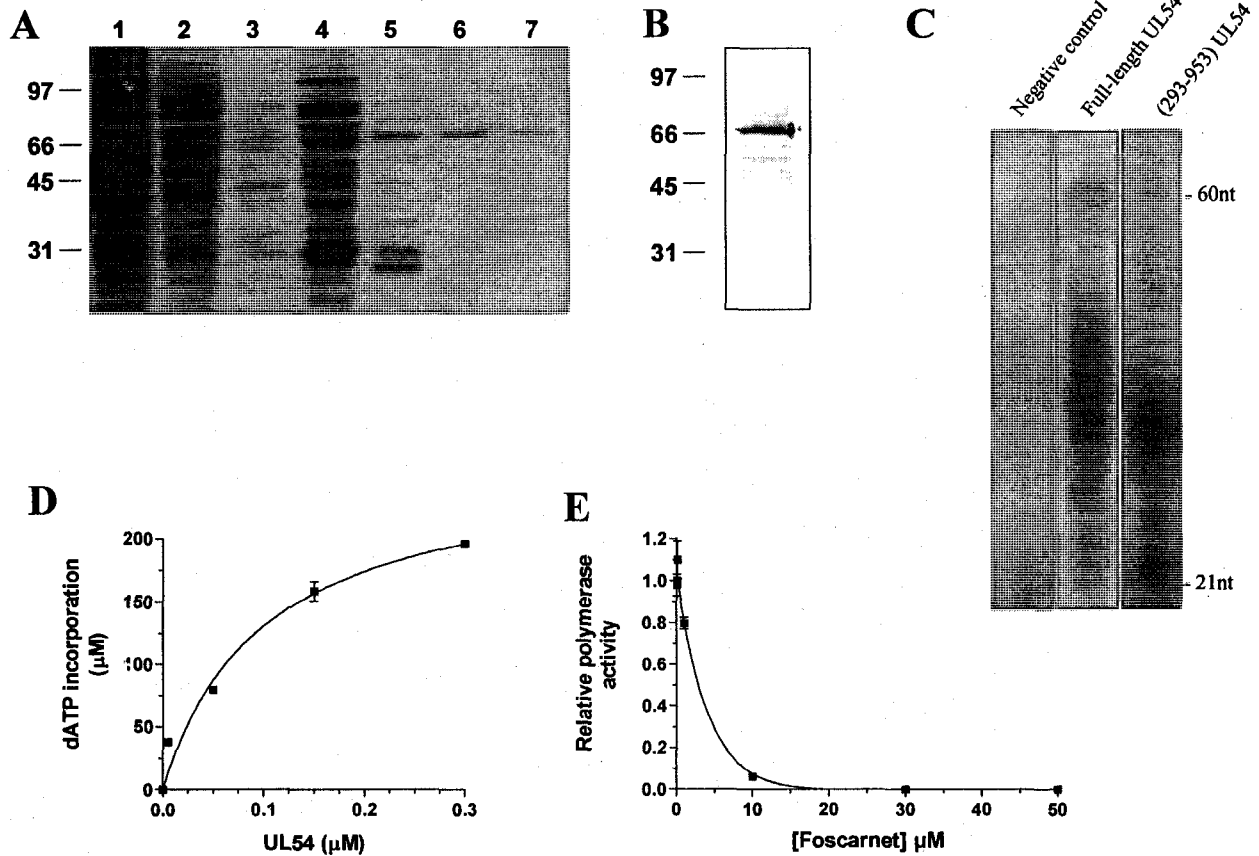 A
1 2 3 4 5 6 7
97
66
45
31
B
97
66
45
31
C
Negative control
Full-length UL54
(293-953) UL54
60nt
21nt
D
dATP incorporation
(µM)
200
150
100
50
0
0.0 0.1 0.2 0.3
UL54 (µM)
E
Relative polymerase
activity
1.2
1.0
0.8
0.6
0.4
0.2
0.0
0 10 20 30 40 50
[Foscarnet] µM